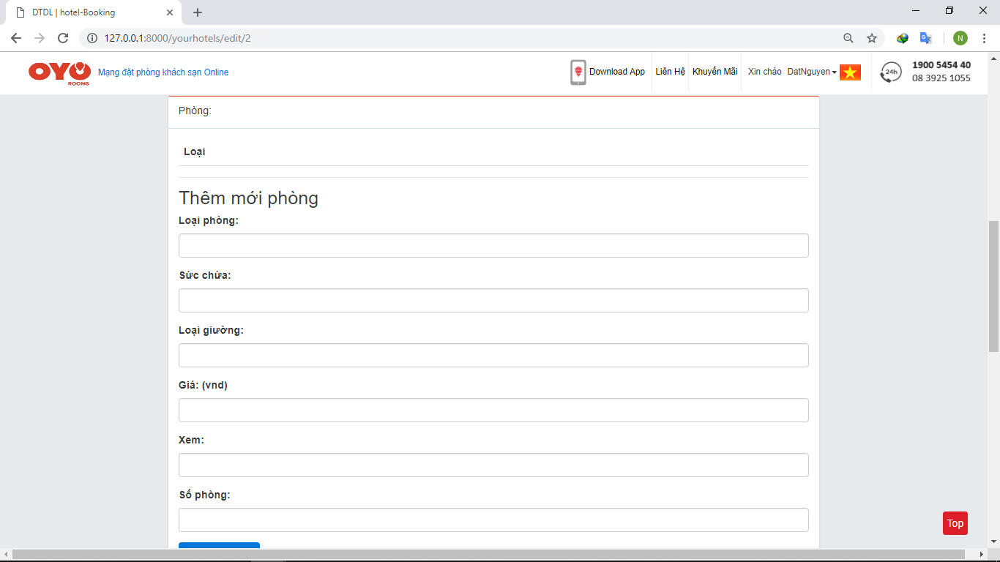 DTDL | hotel-Booking
127.0.0.1:8000/yourhotels/edit/2
N
OYO
ROOMS
Mạng đặt phòng khách sạn Online
Download App
Liên Hệ
Khuyến Mãi
Xin chào DatNguyen
24h
1900 5454 40
08 3925 1055
Phòng:
Loại
Thêm mới phòng
Loại phòng:
Sức chứa:
Loại giường:
Giá: (vnd)
Xem:
Số phòng:
Top